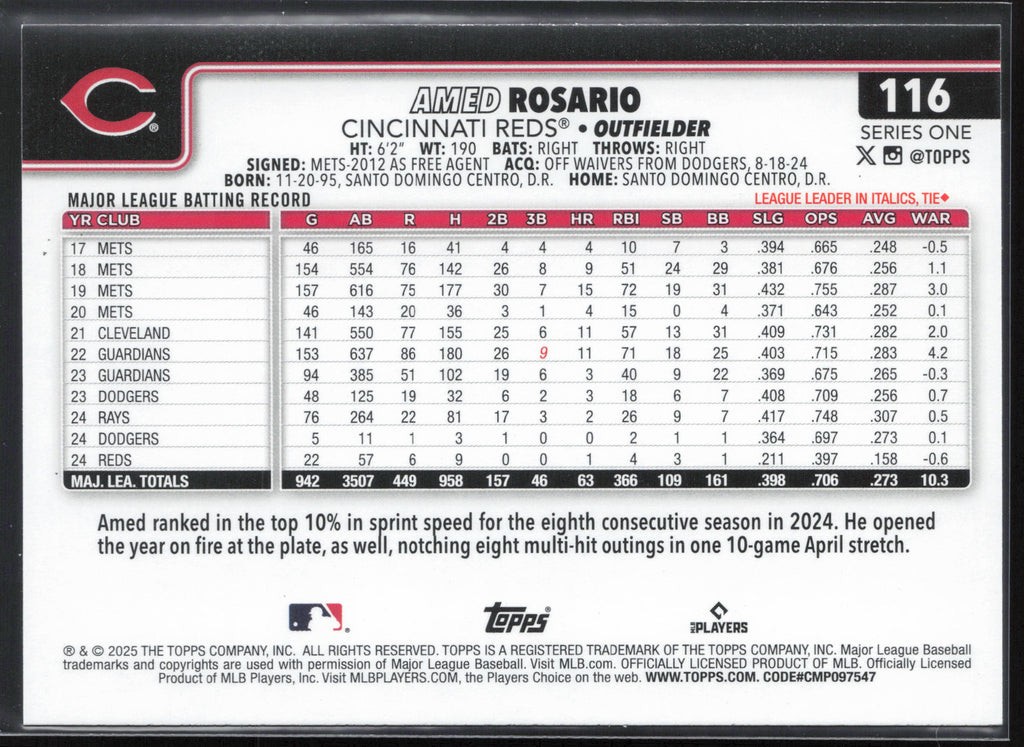 116
AMED ROSARIO
CINCINNATI REDS® • OUTFIELDER
SERIES ONE
HT: 6'2" WT: 190 BATS: RIGHT THROWS: RIGHT
@TOPPS
SIGNED: METS-2012 AS FREE AGENT ACQ: OFF WAIVERS FROM DODGERS, 8-18-24
BORN: 11-20-95, SANTO DOMINGO CENTRO, D.R. HOME: SANTO DOMINGO CENTRO, D.R.
MAJOR LEAGUE BATTING RECORD LEAGUE LEADER IN ITALICS, TIE◆
YR CLUB G AB R H 2B 3B HR RBI SB BB SLG OPS AVG WAR
17 METS 46 165 16 41 4 4 4 10 7 3 .394 .665 .248 -0.5
18 METS 154 554 76 142 26 8 9 51 24 29 .381 .676 .256 1.1
19 METS 157 616 75 177 30 7 15 72 19 31 .432 .755 .287 3.0
20 METS 46 143 20 36 3 1 4 15 0 4 .371 .643 .252 0.1
21 CLEVELAND 141 550 77 155 25 6 11 57 13 31 .409 .731 .282 2.0
22 GUARDIANS 153 637 86 180 26 9 11 71 18 25 .403 .715 .283 4.2
23 GUARDIANS 94 385 51 102 19 6 3 40 9 22 .369 .675 .265 -0.3
23 DODGERS 48 125 19 32 6 2 3 18 6 7 .408 .709 .256 0.7
24 RAYS 76 264 22 81 17 3 2 26 9 7 .417 .748 .307 0.5
24 DODGERS 5 11 1 3 1 0 0 2 1 1 .364 .697 .273 0.1
24 REDS 22 57 6 9 0 0 1 4 3 1 .211 .397 .158 -0.6
MAJ. LEA. TOTALS 942 3507 449 958 157 46 63 366 109 161 .398 .706 .273 10.3
Amed ranked in the top 10% in sprint speed for the eighth consecutive season in 2024. He opened
the year on fire at the plate, as well, notching eight multi-hit outings in one 10-game April stretch.
Topps®
MLB PLAYERS
® & © 2025 THE TOPPS COMPANY, INC. ALL RIGHTS RESERVED. TOPPS IS A REGISTERED TRADEMARK OF THE TOPPS COMPANY, INC. Major League Baseball
trademarks and copyrights are used with permission of Major League Baseball. Visit MLB.com. OFFICIALLY LICENSED PRODUCT OF MLB. Officially Licensed
Product of MLB Players, Inc. Visit MLBPLAYERS.COM, the Players Choice on the web. WWW.TOPPS.COM. CODE#CMP097547